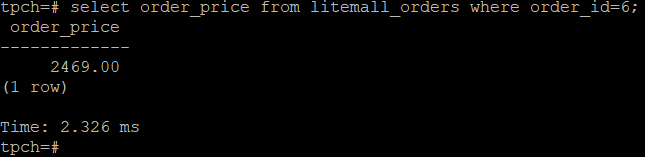 tpch=# select order_price from litemall_orders where order_id=6;
 order_price
-------------
     2469.00
(1 row)

Time: 2.326 ms
tpch=#